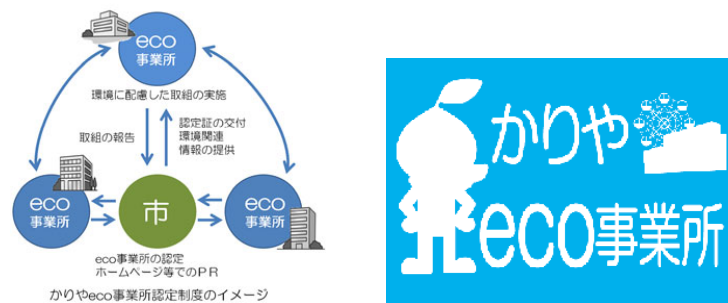 eco
事業所
環境に配慮した取組の実施
取組の報告
認定証の交付
環境関連
情報の提供
eco
事業所
市
eco
事業所
eco事業所の認定
ホームページ等でのPR
かりやeco事業所認定制度のイメージ
かりや
eco事業所